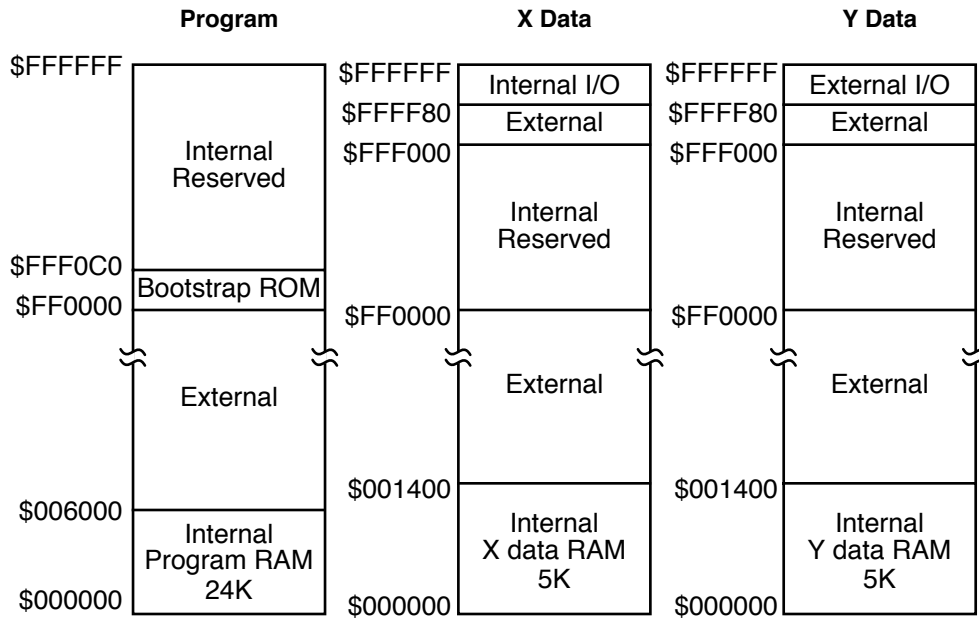 Program
$FFFFFF
Internal
Reserved
$FFF0C0
Bootstrap ROM
$FF0000
External
$006000
Internal
Program RAM
24K
$000000
X Data
$FFFFFF
Internal I/O
$FFFF80
External
$FFF000
Internal
Reserved
$FF0000
External
$001400
Internal
X data RAM
5K
$000000
Y Data
$FFFFFF
External I/O
$FFFF80
External
$FFF000
Internal
Reserved
$FF0000
External
$001400
Internal
Y data RAM
5K
$000000